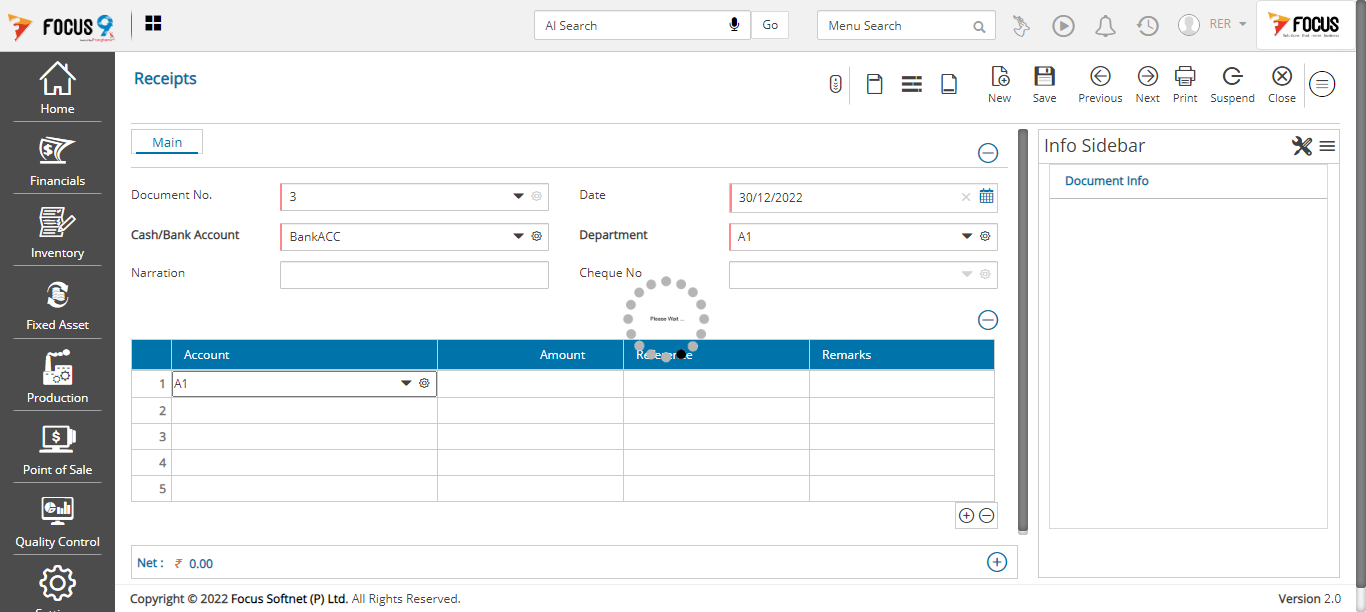 FOCUS 9
AI Search
Go
Menu Search
RER
FOCUS
Home
Financials
Inventory
Fixed Asset
Production
Point of Sale
Quality Control
Receipts
New
Save
Previous
Next
Print
Suspend
Close
Main
Document No.
3
Date
30/12/2022
Cash/Bank Account
BankACC
Department
A1
Narration
Cheque No
Please Wait ...
Account
Amount
Reference
Remarks
1
A1
2
3
4
5
Net : ₹ 0.00
Info Sidebar
Document Info
Copyright © 2022 Focus Softnet (P) Ltd. All Rights Reserved.
Version 2.0